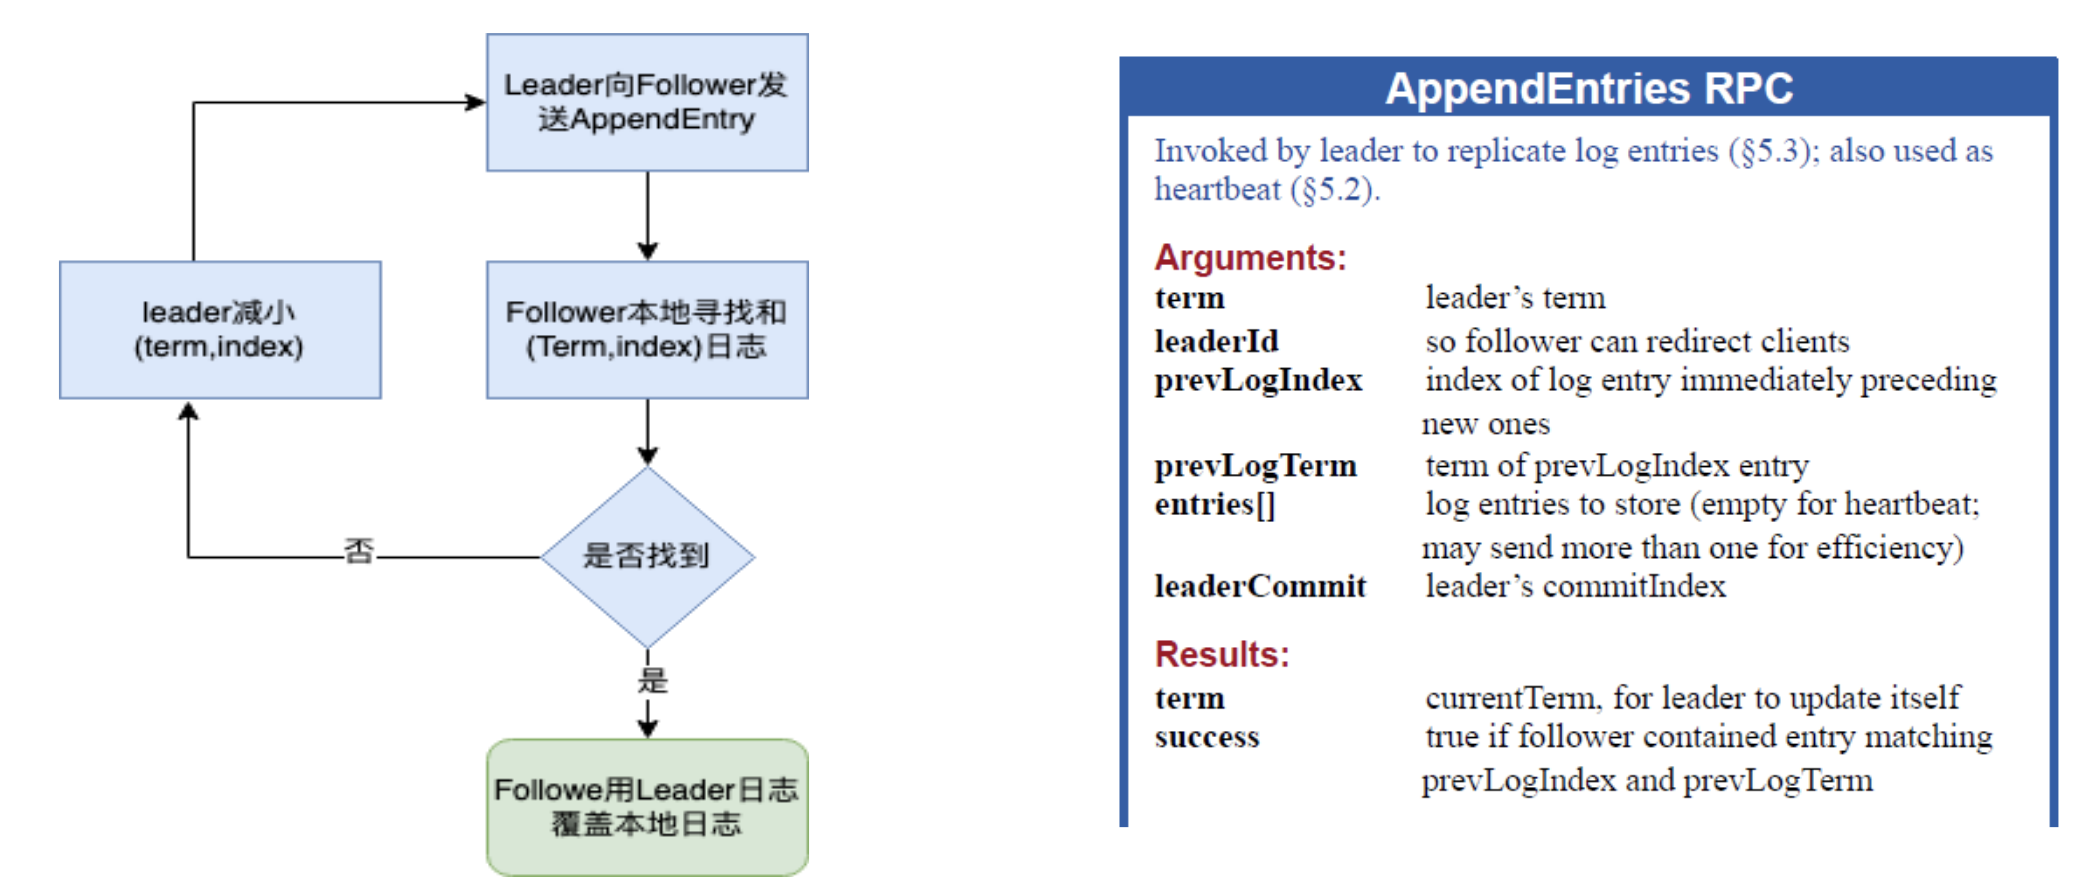 Leader向Follower发
送AppendEntry
leader减小
(term,index)
Follower本地寻找和
(Term,index)日志
否
是否找到
是
Followe用Leader日志
覆盖本地日志
AppendEntries RPC
Invoked by leader to replicate log entries (§5.3); also used as
heartbeat (§5.2).
Arguments:
term leader’s term
leaderId so follower can redirect clients
prevLogIndex index of log entry immediately preceding
new ones
prevLogTerm term of prevLogIndex entry
entries[] log entries to store (empty for heartbeat;
may send more than one for efficiency)
leaderCommit leader’s commitIndex
Results:
term currentTerm, for leader to update itself
success true if follower contained entry matching
prevLogIndex and prevLogTerm